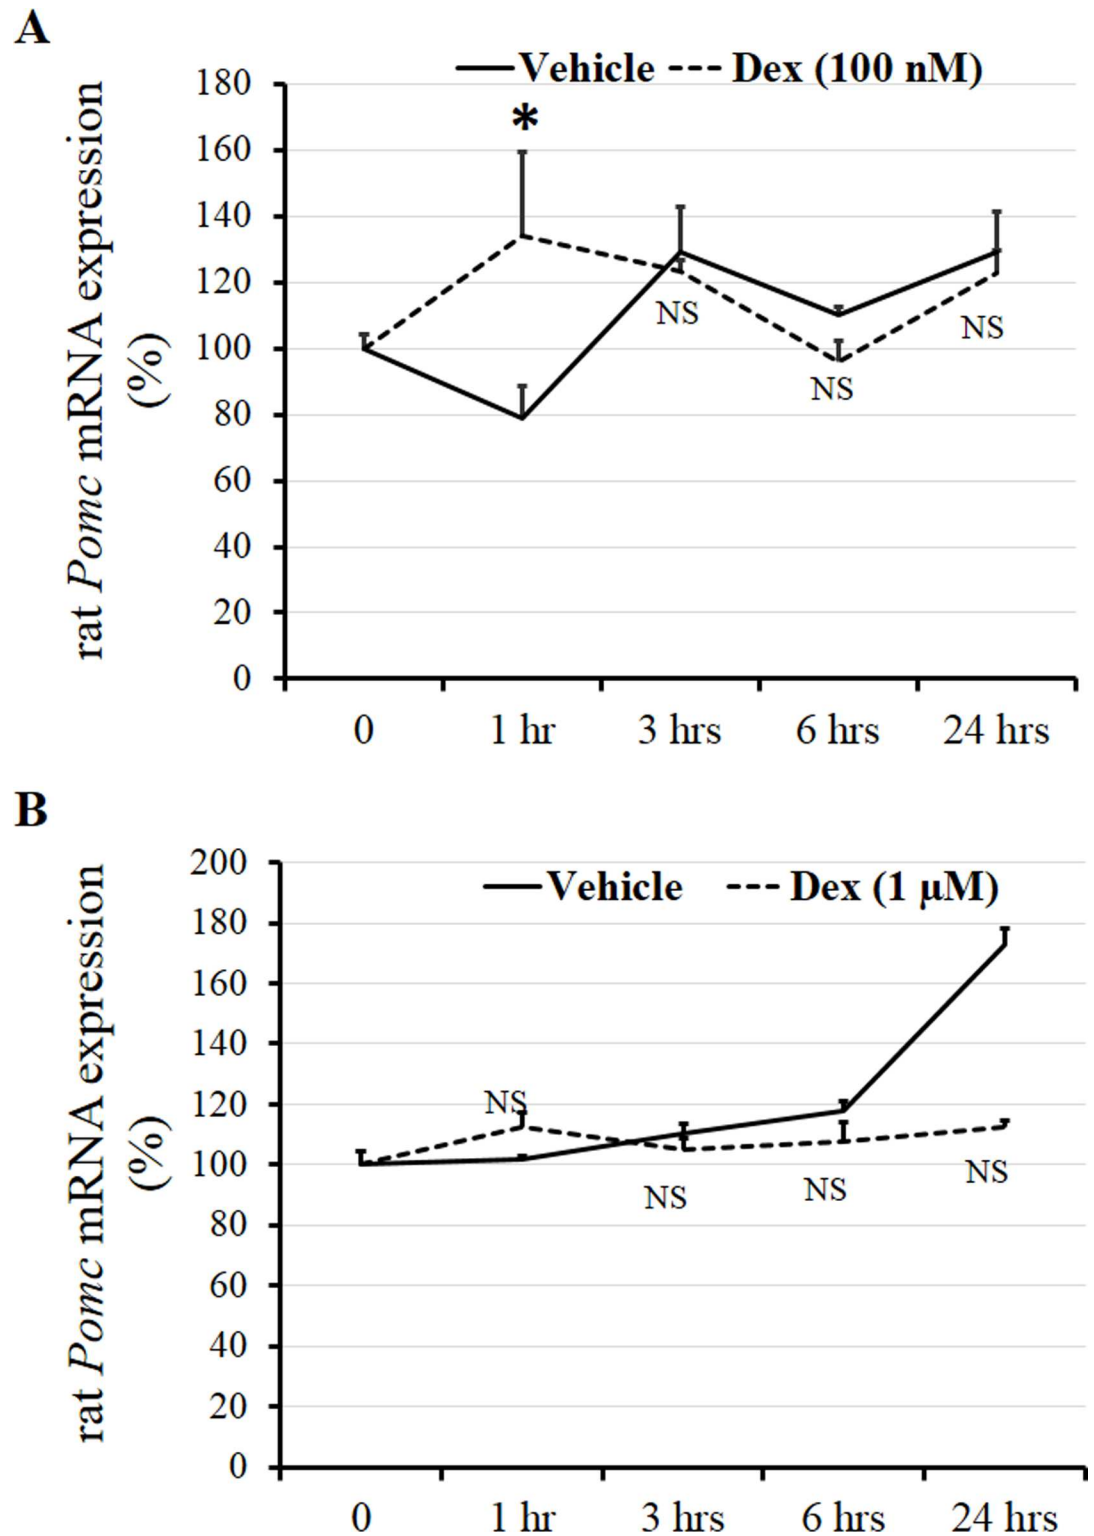 A
Vehicle Dex (100 nM)
180
160
140
120
100
80
60
40
20
0
rat Pomc mRNA expression
(%)
*
NS
NS
NS
0 1 hr 3 hrs 6 hrs 24 hrs
B
Vehicle Dex (1 μM)
200
180
160
140
120
100
80
60
40
20
0
rat Pomc mRNA expression
(%)
NS
NS
NS
NS
0 1 hr 3 hrs 6 hrs 24 hrs